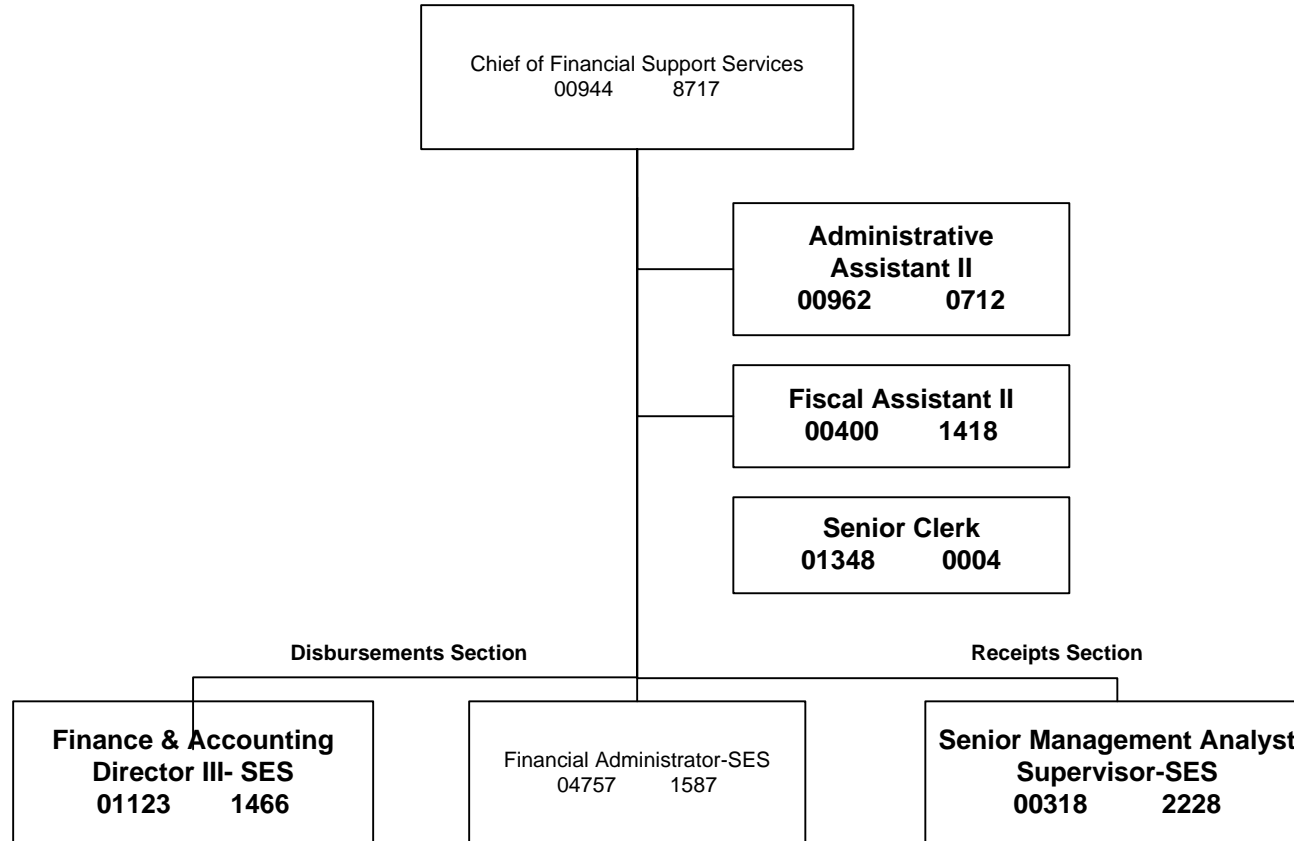 Chief of Financial Support Services
00944 8717
Administrative
Assistant II
00962 0712
Fiscal Assistant II
00400 1418
Senior Clerk
01348 0004
Disbursements Section
Receipts Section
Finance & Accounting
Director III- SES
01123 1466
Financial Administrator-SES
04757 1587
Senior Management Analyst
Supervisor-SES
00318 2228